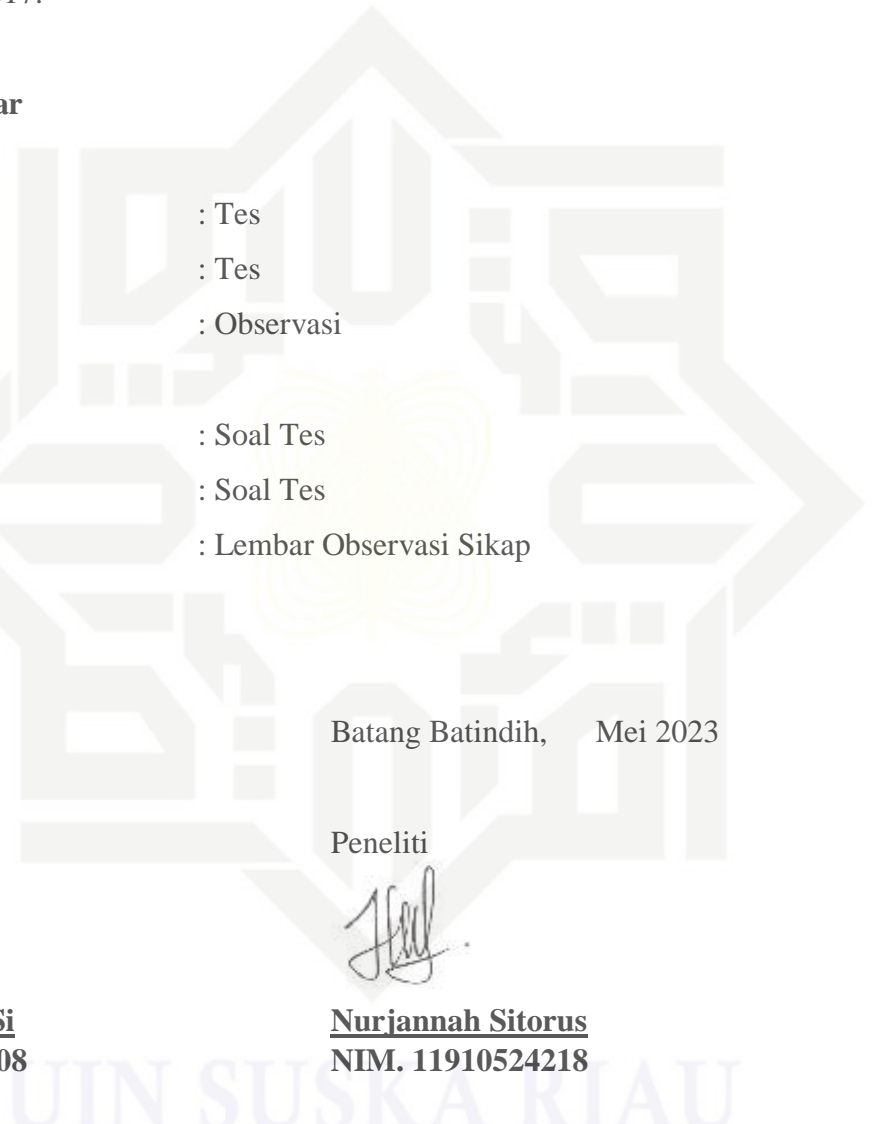 ar
: Tes
: Tes
: Observasi
: Soal Tes
: Soal Tes
: Lembar Observasi Sikap
Batang Batindih, Mei 2023
Peneliti
Si Nurjannah Sitorus
08 NIM. 11910524218
UIN SUSKA RIAU